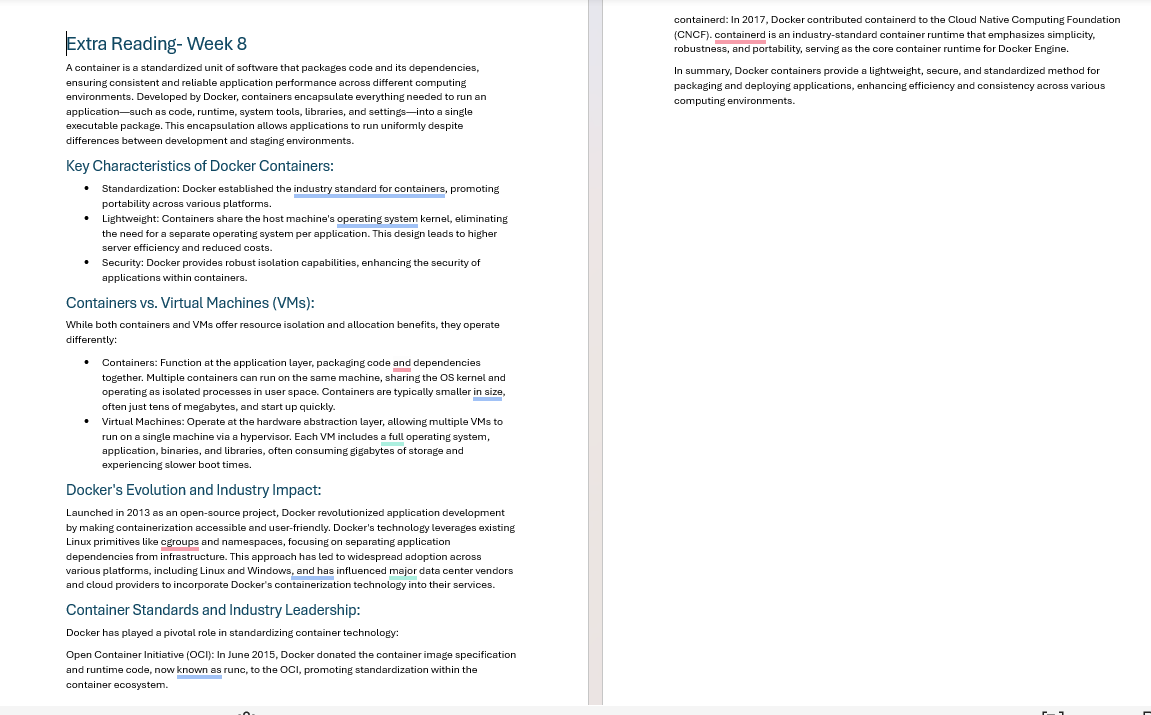 Extra Reading- Week 8
A container is a standardized unit of software that packages code and its dependencies,
ensuring consistent and reliable application performance across different computing
environments. Developed by Docker, containers encapsulate everything needed to run an
application—such as code, runtime, system tools, libraries, and settings—into a single
executable package. This encapsulation allows applications to run uniformly despite
differences between development and staging environments.
Key Characteristics of Docker Containers:
• Standardization: Docker established the industry standard for containers, promoting
portability across various platforms.
• Lightweight: Containers share the host machine's operating system kernel, eliminating
the need for a separate operating system per application. This design leads to higher
server efficiency and reduced costs.
• Security: Docker provides robust isolation capabilities, enhancing the security of
applications within containers.
Containers vs. Virtual Machines (VMs):
While both containers and VMs offer resource isolation and allocation benefits, they operate
differently:
• Containers: Function at the application layer, packaging code and dependencies
together. Multiple containers can run on the same machine, sharing the OS kernel and
operating as isolated processes in user space. Containers are typically smaller in size,
often just tens of megabytes, and start up quickly.
• Virtual Machines: Operate at the hardware abstraction layer, allowing multiple VMs to
run on a single machine via a hypervisor. Each VM includes a full operating system,
application, binaries, and libraries, often consuming gigabytes of storage and
experiencing slower boot times.
Docker's Evolution and Industry Impact:
Launched in 2013 as an open-source project, Docker revolutionized application development
by making containerization accessible and user-friendly. Docker's technology leverages existing
Linux primitives like cgroups and namespaces, focusing on separating application
dependencies from infrastructure. This approach has led to widespread adoption across
various platforms, including Linux and Windows, and has influenced major data center vendors
and cloud providers to incorporate Docker's containerization technology into their services.
Container Standards and Industry Leadership:
Docker has played a pivotal role in standardizing container technology:
Open Container Initiative (OCI): In June 2015, Docker donated the container image specification
and runtime code, now known as runc, to the OCI, promoting standardization within the
container ecosystem.
containerd: In 2017, Docker contributed containerd to the Cloud Native Computing Foundation
(CNCF). containerd is an industry-standard container runtime that emphasizes simplicity,
robustness, and portability, serving as the core container runtime for Docker Engine.
In summary, Docker containers provide a lightweight, secure, and standardized method for
packaging and deploying applications, enhancing efficiency and consistency across various
computing environments.